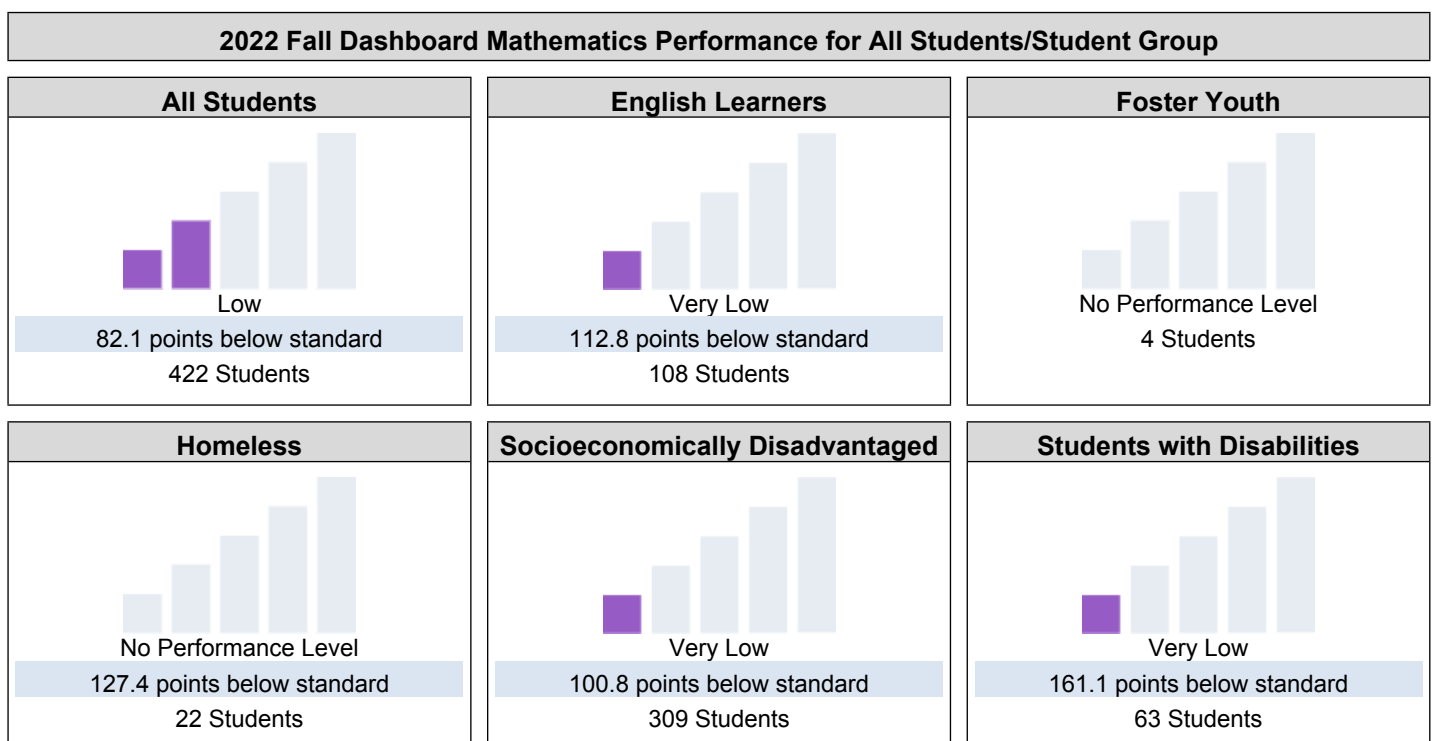 2022 Fall Dashboard Mathematics Performance for All Students/Student Group
All Students
Low
82.1 points below standard
422 Students
English Learners
Very Low
112.8 points below standard
108 Students
Foster Youth
No Performance Level
4 Students
Homeless
No Performance Level
127.4 points below standard
22 Students
Socioeconomically Disadvantaged
Very Low
100.8 points below standard
309 Students
Students with Disabilities
Very Low
161.1 points below standard
63 Students